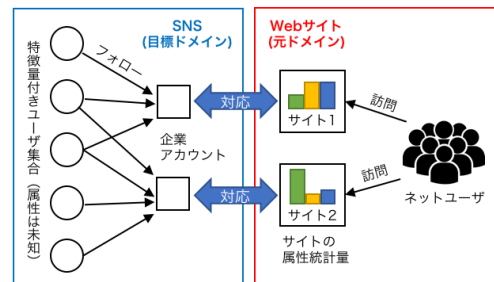 SNS
(目標ドメイン)
特徴量付きユーザ集合（属性は未知）
フォロー
企業
アカウント
対応
対応
Webサイト
(元ドメイン)
サイト1
サイト2
サイトの
属性統計量
訪問
訪問
ネットユーザ